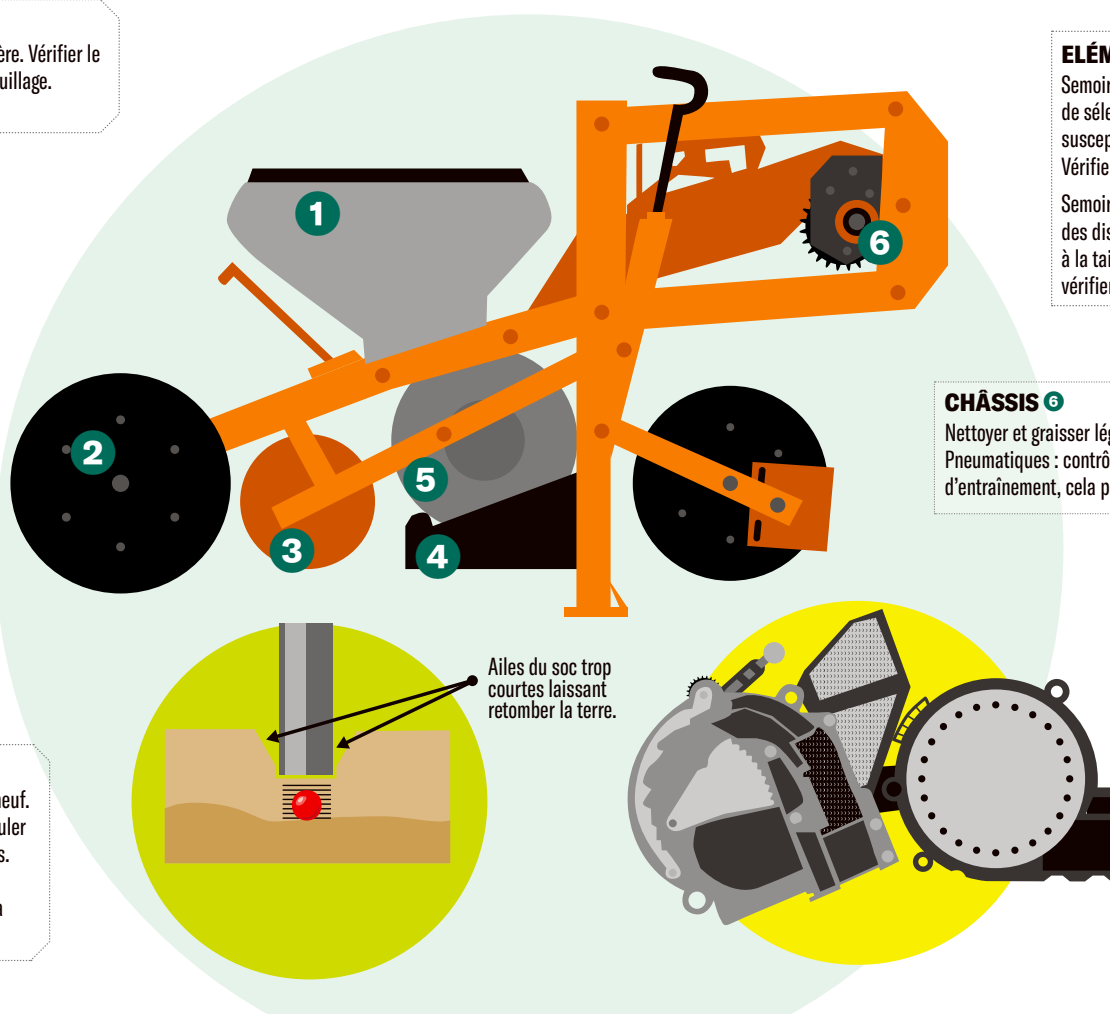 ère. Vérifier le
uillage.
ELÉM
Semoir
de séle
suscep
Vérifie
Semoir
des dis
à la tai
vérifier
1
6
2
5
3
4
CHÂSSIS 6
Nettoyer et graisser lég
Pneumatiques : contrô
d'entraînement, cela p
Ailes du soc trop
courtes laissant
retomber la terre.
neuf.
uler
s.